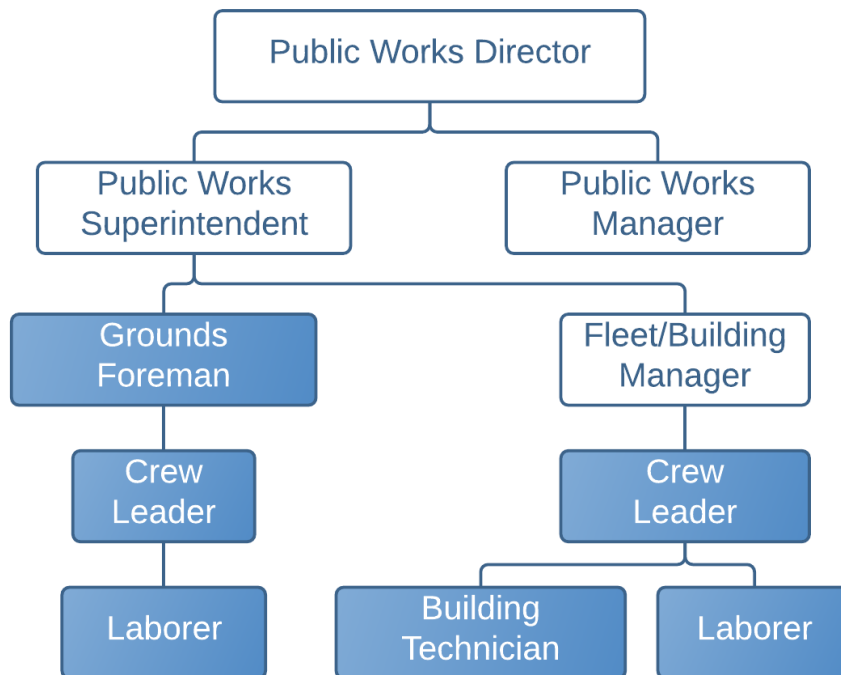 Public Works Director
Public Works
Superintendent
Public Works
Manager
Grounds
Foreman
Fleet/Building
Manager
Crew
Leader
Crew
Leader
Laborer
Building
Technician
Laborer